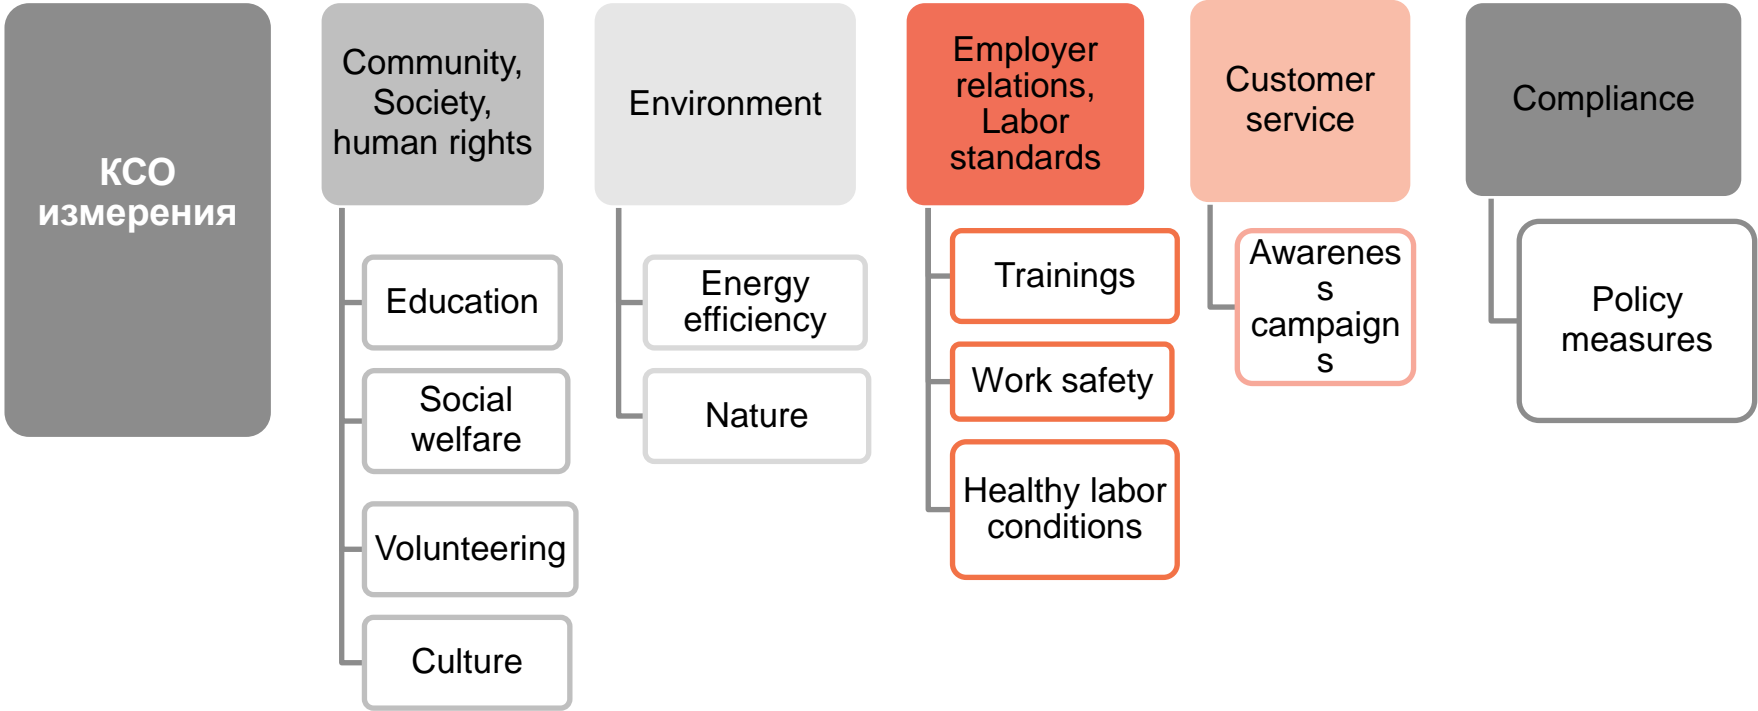 КСО
измерения
Community,
Society,
human rights
Education
Social
welfare
Volunteering
Culture
Environment
Energy
efficiency
Nature
Employer
relations,
Labor
standards
Trainings
Work safety
Healthy labor
conditions
Customer
service
Awarenes
s
campaign
s
Compliance
Policy
measures